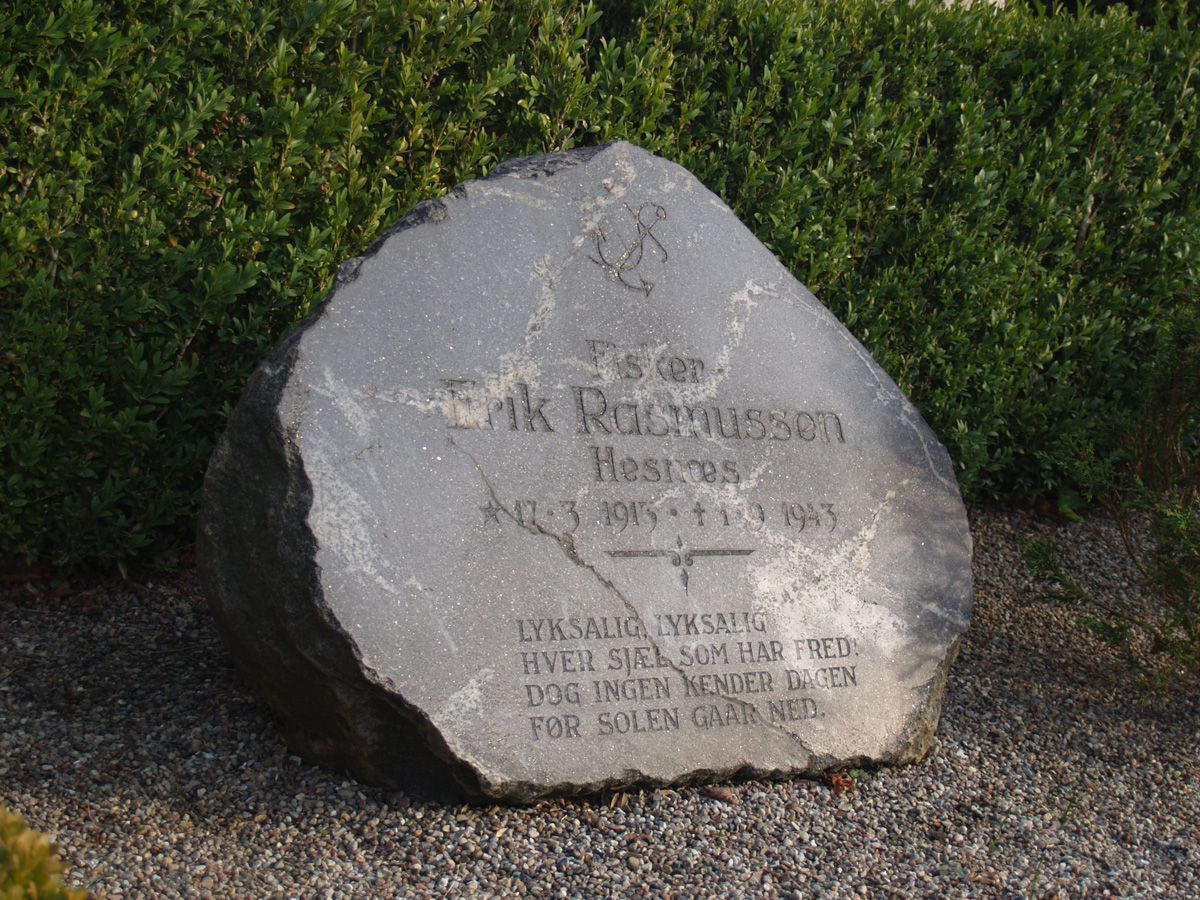 Fisker
Erik Rasmussen
Hesnæs
* 17·3 1913 · † 1·9 1943
LYKSALIG, LYKSALIG
HVER SJÆL SOM HAR FRED!
DOG INGEN KENDER DAGEN
FØR SOLEN GAAR NED.